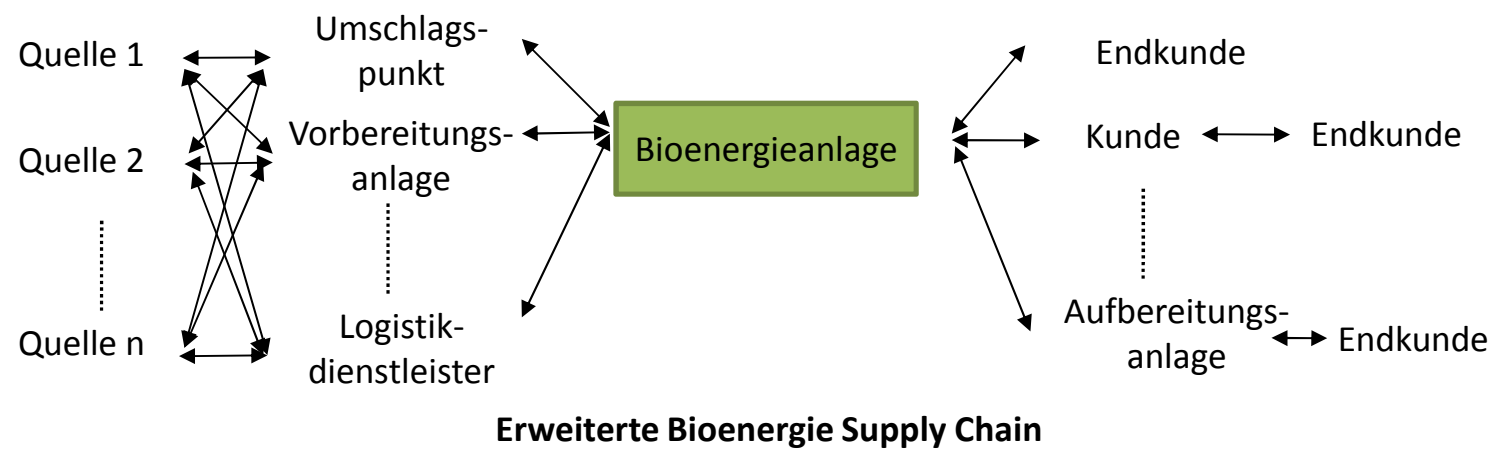 Quelle 1
Umschlags-
punkt
Endkunde
Quelle 2
Vorbereitungs-
anlage
Bioenergieanlage
Kunde
Endkunde
Quelle n
Logistik-
dienstleister
Aufbereitungs-
anlage
Endkunde
Erweiterte Bioenergie Supply Chain